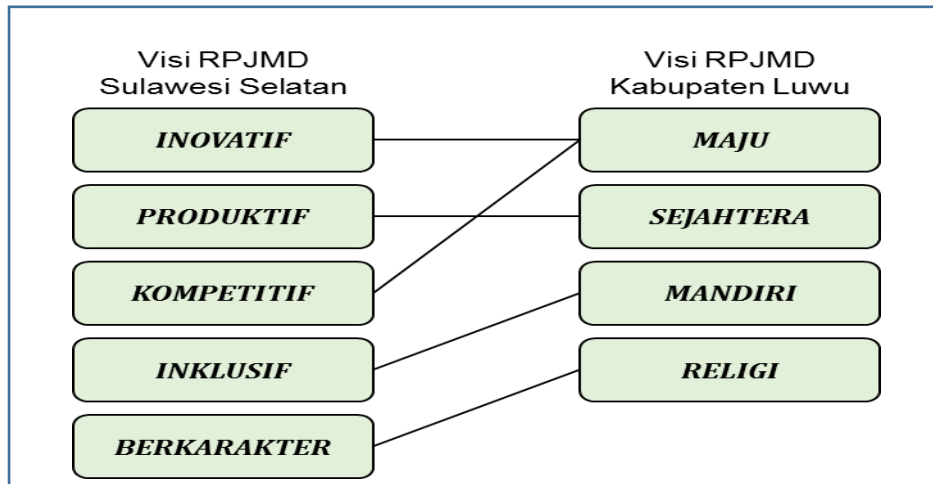 Visi RPJMD
Sulawesi Selatan
INOVATIF
PRODUKTIF
KOMPETITIF
INKLUSIF
BERKARAKTER
Visi RPJMD
Kabupaten Luwu
MAJU
SEJAHTERA
MANDIRI
RELIGI